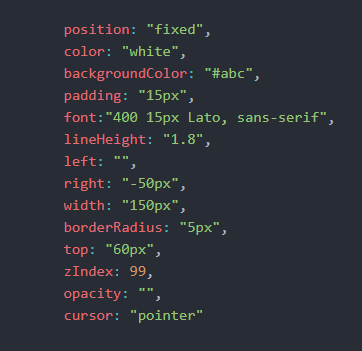 position: "fixed",
color: "white",
backgroundColor: "#abc",
padding: "15px",
font:"400 15px Lato, sans-serif",
lineHeight: "1.8",
left: "",
right: "-50px",
width: "150px",
borderRadius: "5px",
top: "60px",
zIndex: 99,
opacity: "",
cursor: "pointer"